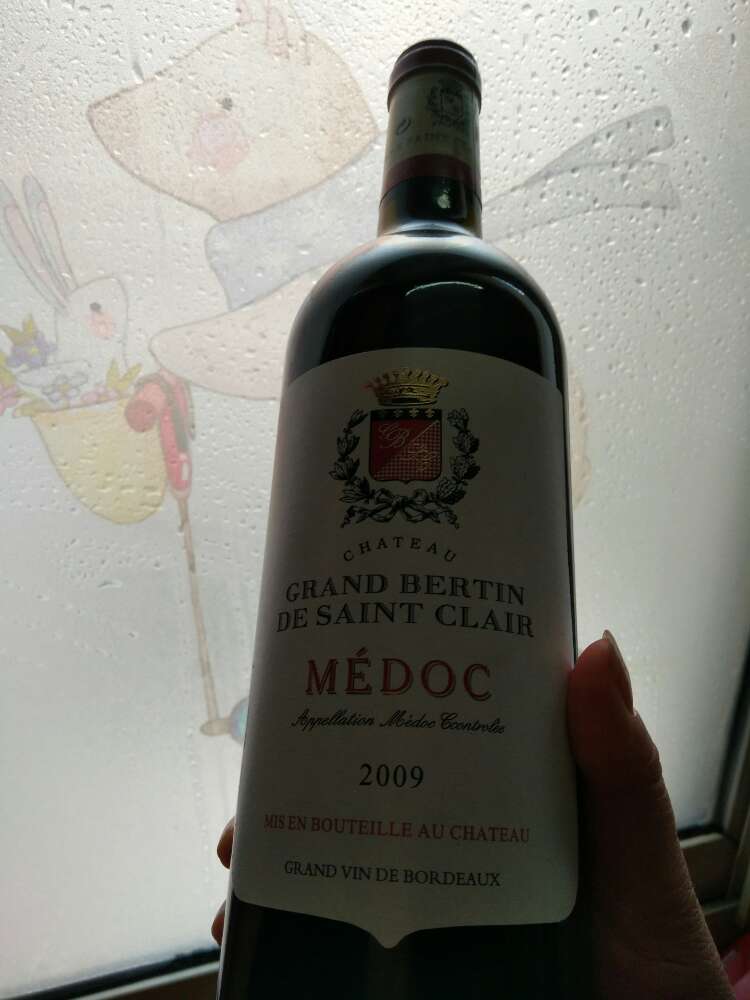 CHATEAU
GRAND BERTIN
DE SAINT CLAIR
MÉDOC
Appellation Médoc Ccontrolée
2009
MIS EN BOUTEILLE AU CHATEAU
GRAND VIN DE BORDEAUX